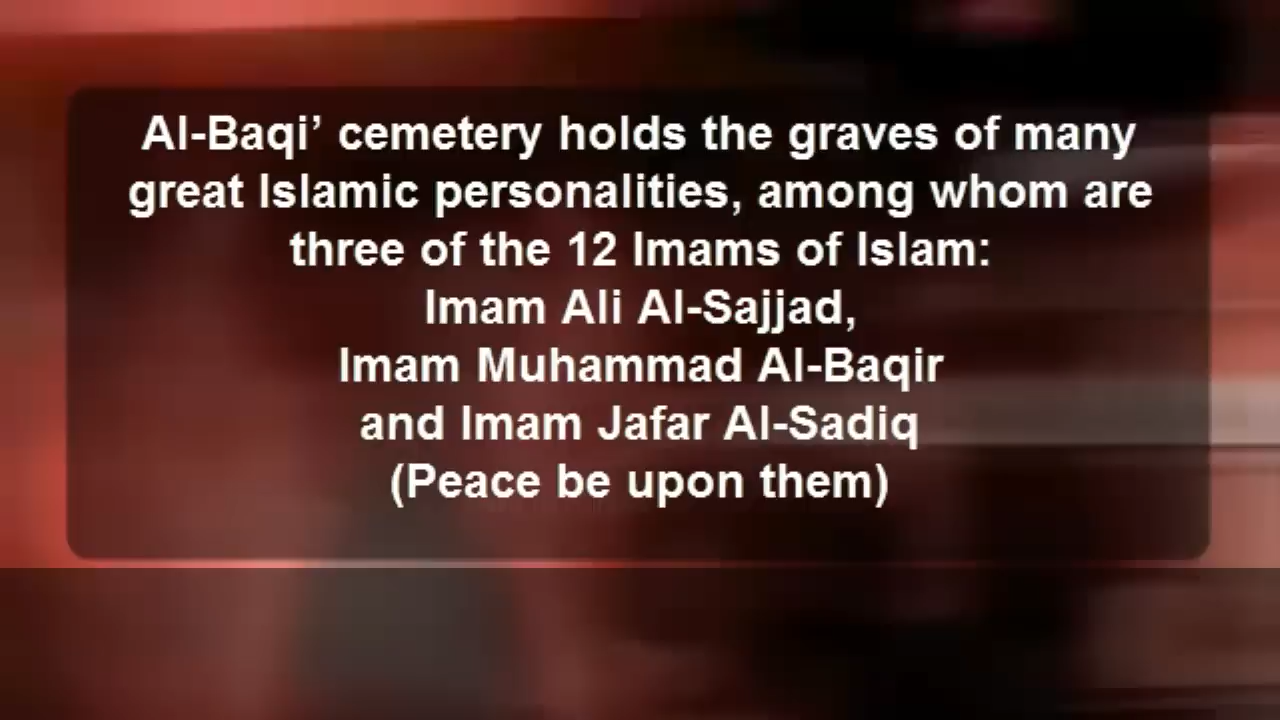 Al-Baqi’ cemetery holds the graves of many
great Islamic personalities, among whom are
three of the 12 Imams of Islam:
Imam Ali Al-Sajjad,
Imam Muhammad Al-Baqir
and Imam Jafar Al-Sadiq
(Peace be upon them)